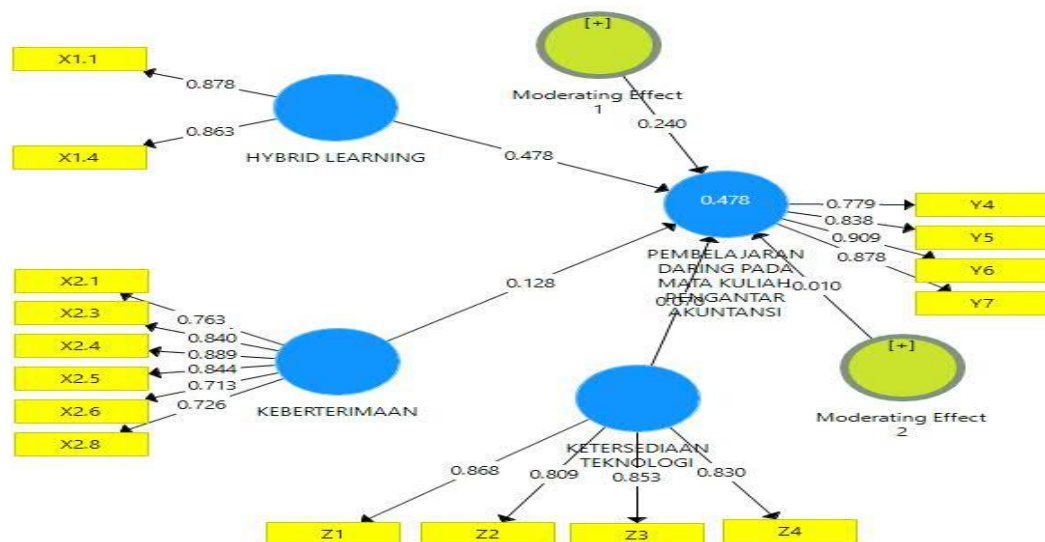 [+]
Moderating Effect
1
0.240
X1.1
0.878
0.863
X1.4
HYBRID LEARNING
0.478
0.478
0.779
0.838
0.909
0.878
Y4
Y5
Y6
Y7
PEMBELAJARAN
DARING PADA
MATA KULIAH
PENGANTAR
AKUNTANSI
0.128
0.070
-0.010
[+]
Moderating Effect
2
X2.1
X2.3
X2.4
X2.5
X2.6
X2.8
0.763
0.840
0.889
0.844
0.713
0.726
KEBERTERIMAAN
KETERSEDIAAN
TEKNOLOGI
0.868
0.809
0.853
0.830
Z1
Z2
Z3
Z4